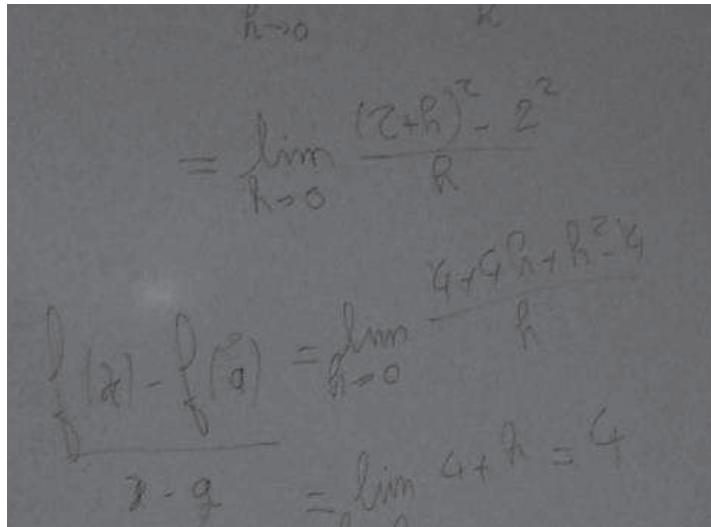 h→0 h
= lim (2+h)² - 2²
h→0 h
= lim 4+4h+h²-4
h→0 h
f(x) - f(a)
x - a
= lim 4+h = 4